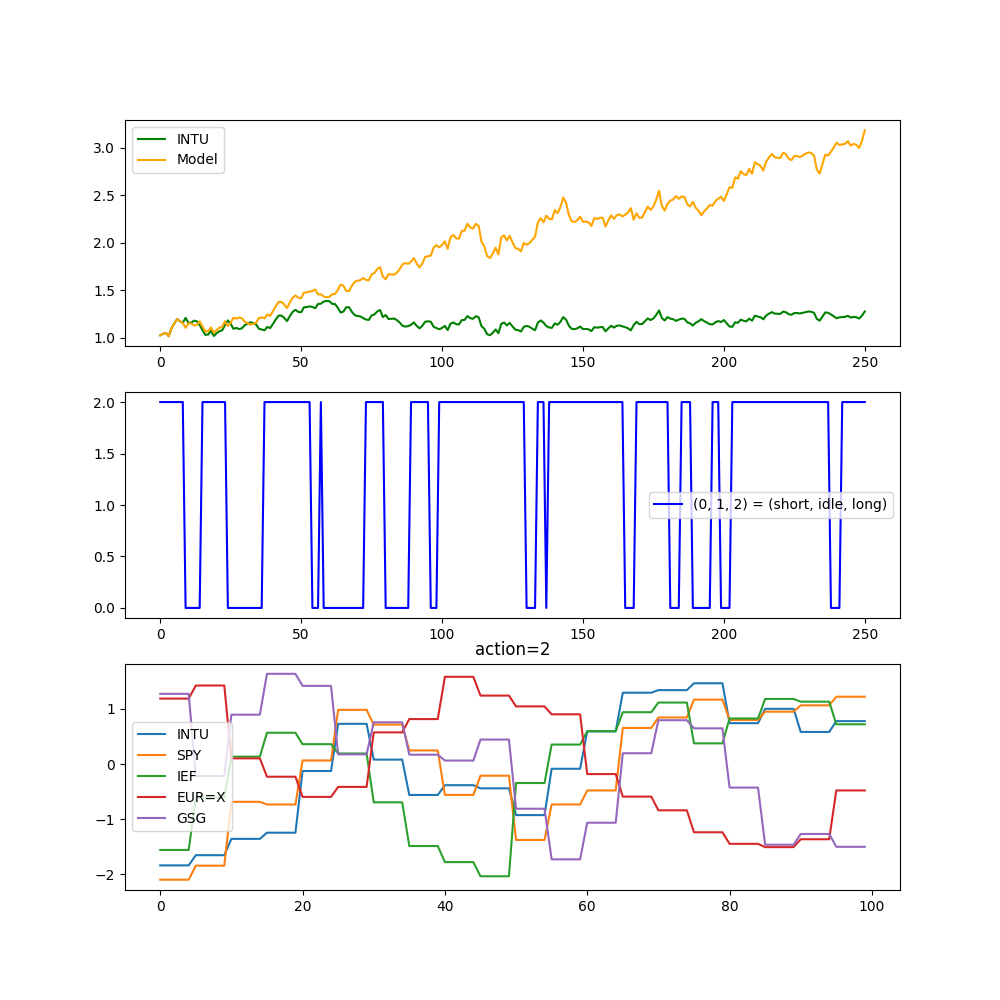 3.0
2.5
2.0
1.5
1.0
INTU
Model
0 50 100 150 200 250
2.0
1.5
1.0
0.5
0.0
(0, 1, 2) = (short, idle, long)
0 50 100 150 200 250
action=2
1
0
−1
−2
INTU
SPY
IEF
EUR=X
GSG
0 20 40 60 80 100